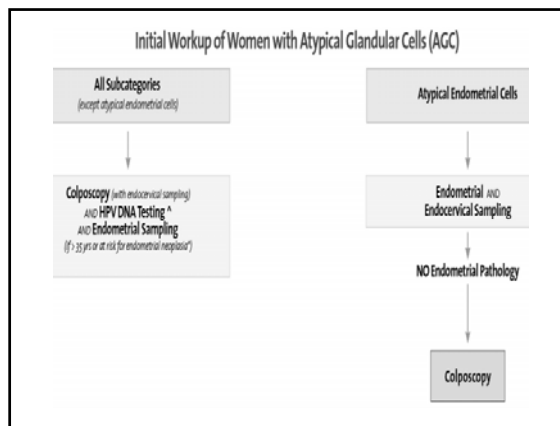 Initial Workup of Women with Atypical Glandular Cells (AGC)
All Subcategories
(except atypical endometrial cells)
Colposcopy (with endocervical sampling)
AND HPV DNA Testing ^
AND Endometrial Sampling
(if > 35 yrs or at risk for endometrial neoplasia*)
Atypical Endometrial Cells
Endometrial AND
Endocervical Sampling
NO Endometrial Pathology
Colposcopy